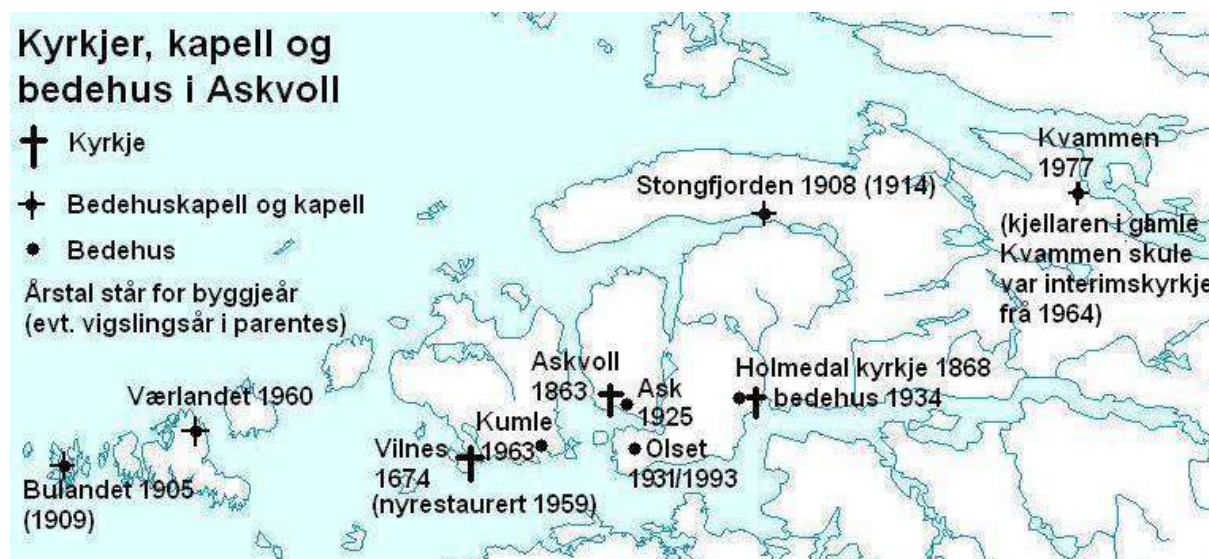 Kyrkjer, kapell og
bedehus i Askvoll
Kyrkje
Bedehuskapell og kapell
Bedehus
Årstal står for byggjeår
(evt. vigslingsår i parentes)
Kvammen
1977
(kjellaren i gamle
Kvammen skule
var interimskyrkje
frå 1964)
Stongfjorden 1908 (1914)
Askvoll
1863
Ask
1925
Holmedal kyrkje 1868
bedehus 1934
Værlandet 1960
Kumle
1963
Vilnes
1674
(nyrestaurert 1959)
Olset
1931/1993
Bulandet 1905
(1909)